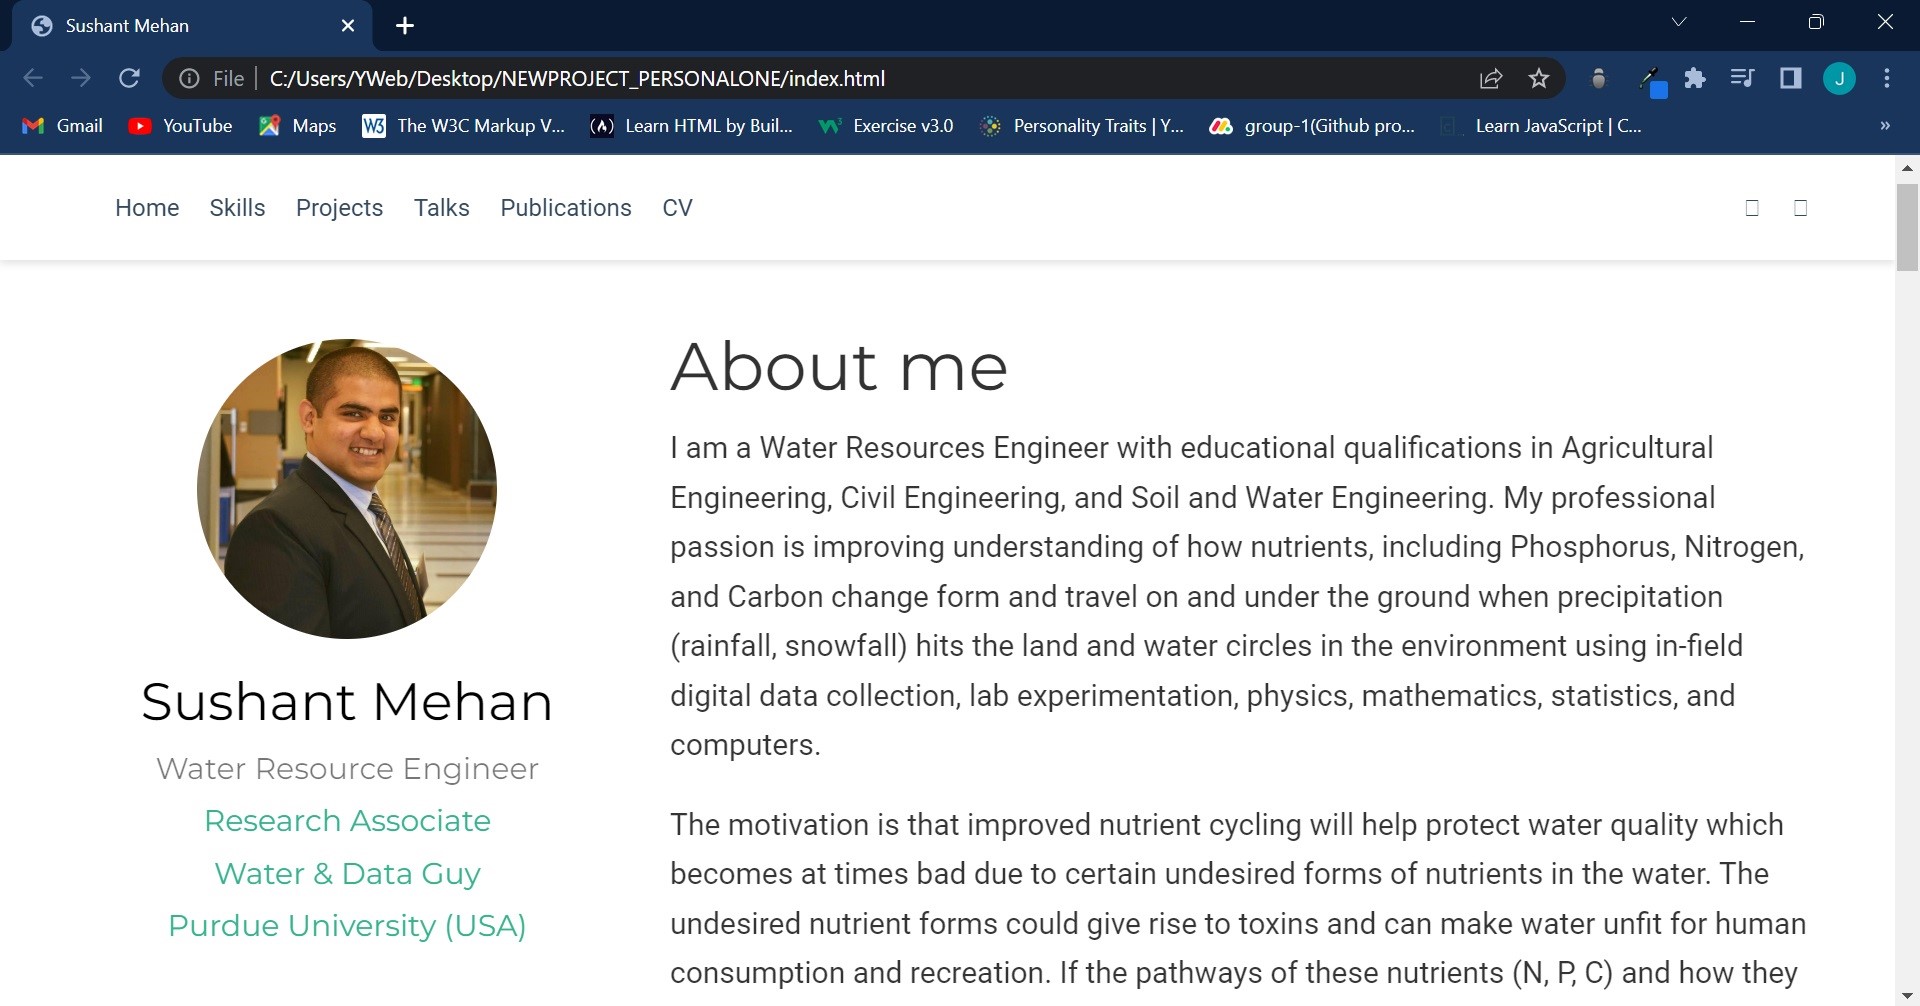 Sushant Mehan
File C:/Users/YWeb/Desktop/NEWPROJECT_PERSONALONE/index.html
J
Gmail YouTube Maps The W3C Markup V... Learn HTML by Buil... Exercise v3.0 Personality Traits | Y... group-1(Github pro... Learn JavaScript | C... »
Home Skills Projects Talks Publications CV
About me
I am a Water Resources Engineer with educational qualifications in Agricultural
Engineering, Civil Engineering, and Soil and Water Engineering. My professional
passion is improving understanding of how nutrients, including Phosphorus, Nitrogen,
and Carbon change form and travel on and under the ground when precipitation
(rainfall, snowfall) hits the land and water circles in the environment using in-field
digital data collection, lab experimentation, physics, mathematics, statistics, and
computers.
The motivation is that improved nutrient cycling will help protect water quality which
becomes at times bad due to certain undesired forms of nutrients in the water. The
undesired nutrient forms could give rise to toxins and can make water unfit for human
consumption and recreation. If the pathways of these nutrients (N, P, C) and how they
Sushant Mehan
Water Resource Engineer
Research Associate
Water & Data Guy
Purdue University (USA)